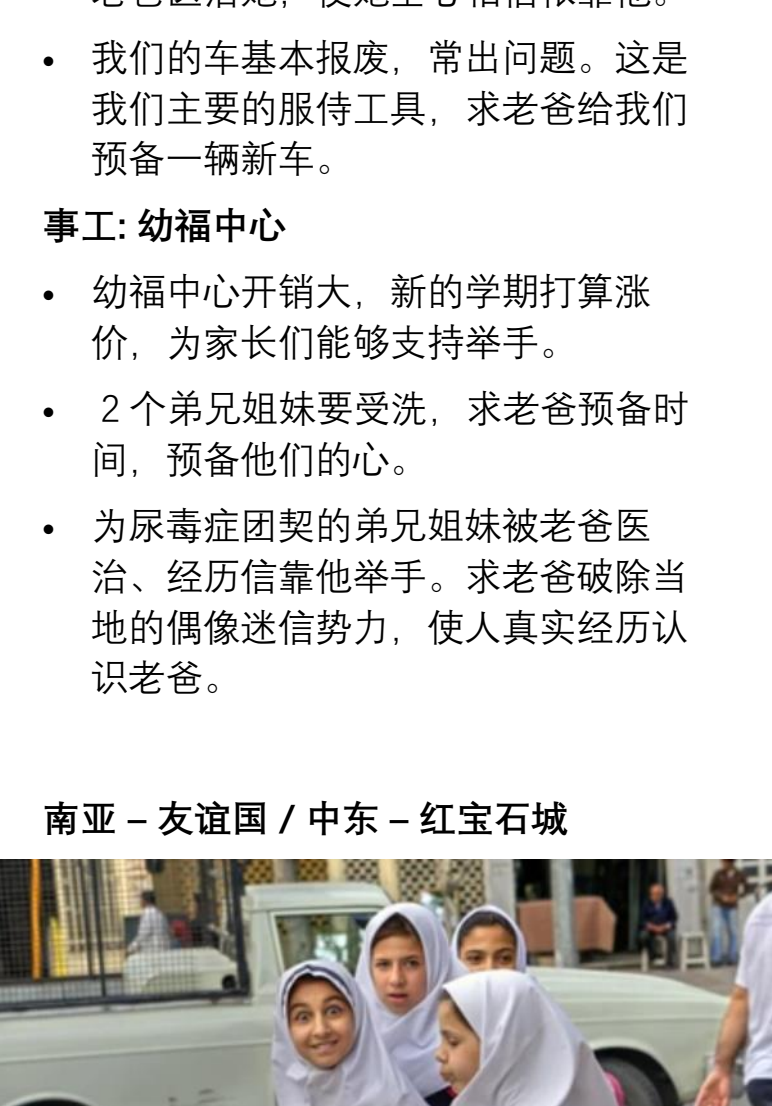 • 我们的车基本报废，常出问题。这是
我们主要的服侍工具，求老爸给我们
预备一辆新车。
事工: 幼福中心
• 幼福中心开销大，新的学期打算涨
价，为家长们能够支持举手。
• 2个弟兄姐妹要受洗，求老爸预备时
间，预备他们的心。
• 为尿毒症团契的弟兄姐妹被老爸医
治、经历信靠他举手。求老爸破除当
地的偶像迷信势力，使人真实经历认
识老爸。
南亚 – 友谊国 / 中东 – 红宝石城